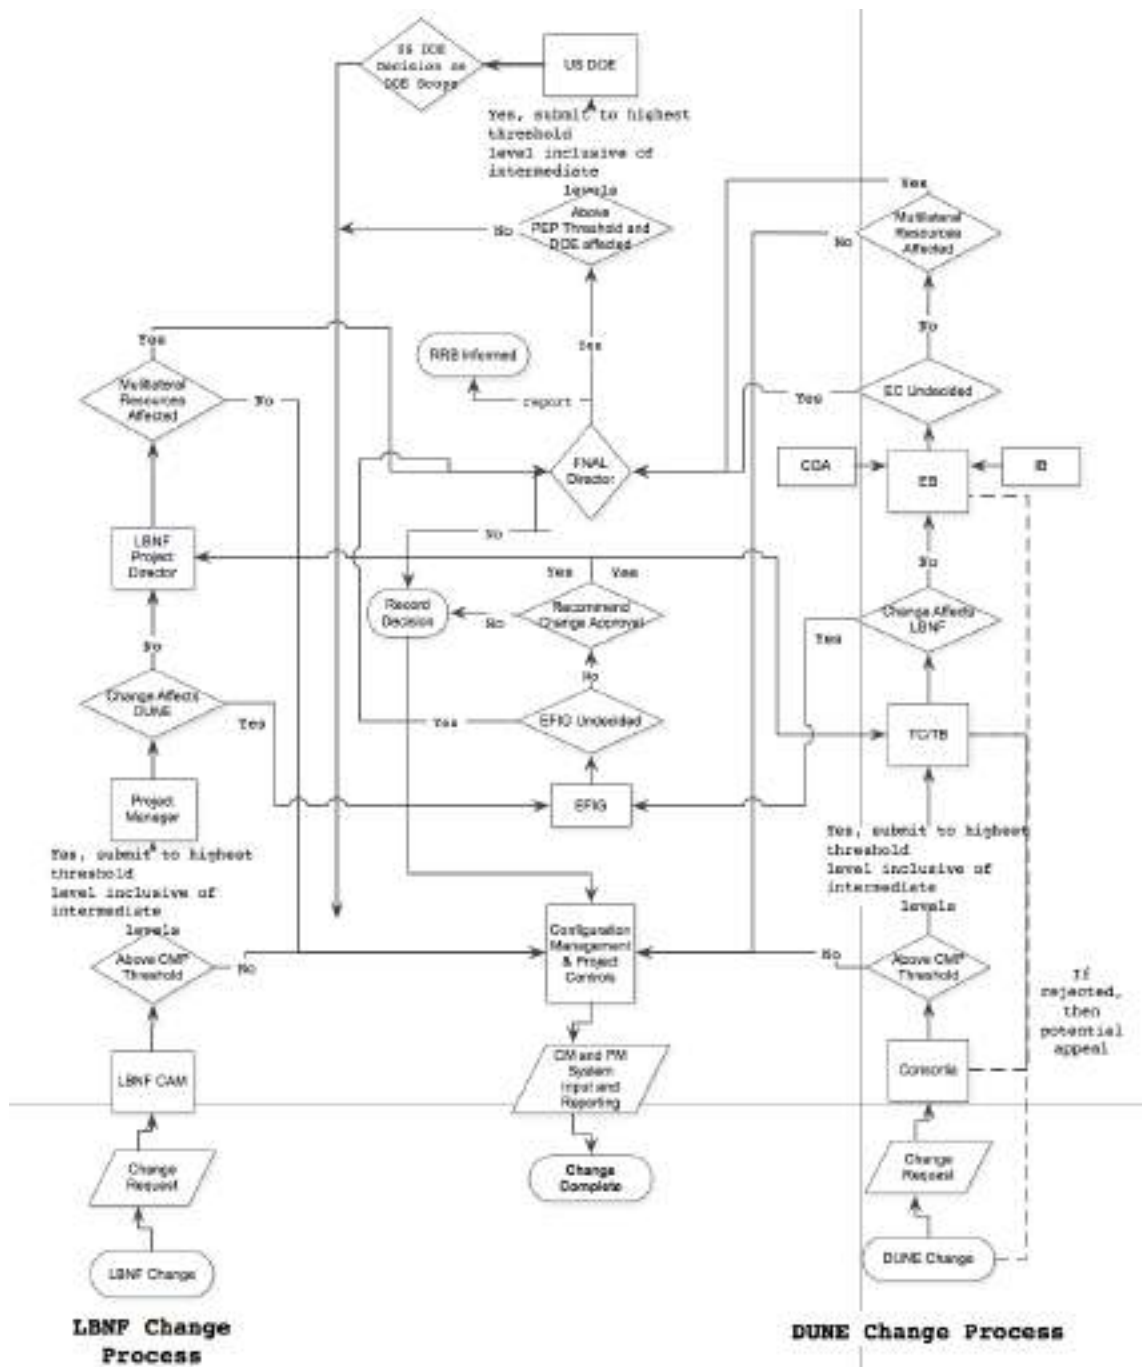 US DOE
Decision on
DOE Scope
US DOE
Yes, submit to highest
threshold
level inclusive of
intermediate
levels
Above
PEP Threshold and
DOE affected
No
Yes
Multilateral
Resources
Affected
No
Yes
Multilateral
Resources
Affected
No
RRB Informed
report
Yes
No
EC Undecided
Yes
FNAL
Director
No
EB
IB
LBNF
Project
Director
No
Yes
Yes
Record
Decision
No
Recommend
Change Approval
No
Change Affects
LBNF
Yes
No
Change Affects
DUNE
Yes
No
EFIG Undecided
Yes
TC/TB
Project
Manager
EFIG
Yes, submit to highest
threshold
level inclusive of
intermediate
levels
Yes, submit to highest
threshold
level inclusive of
intermediate
levels
Above CMP
Threshold
No
Configuration
Management
& Project
Controls
No
Above CMP
Threshold
If
rejected,
then
potential
appeal
LBNF CAM
CM and PM
System
Input and
Reporting
Consortia
Change
Request
Change
Complete
Change
Request
LBNF Change
DUNE Change
LBNF Change
Process
DUNE Change Process